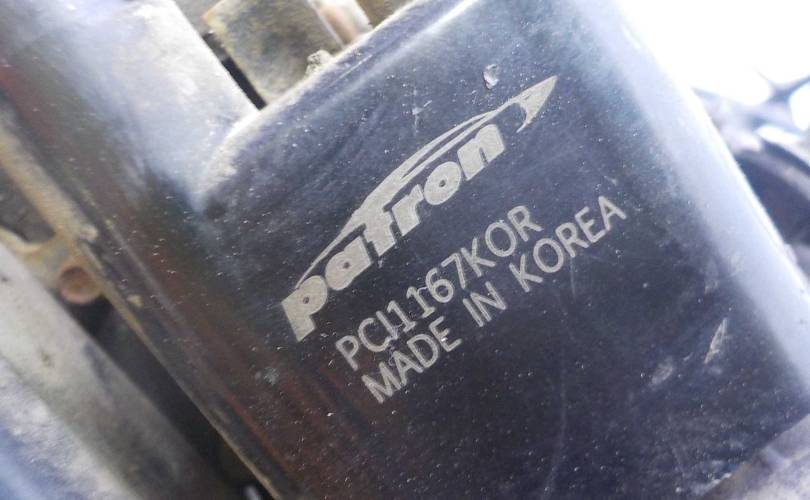 patron
PCI1167KOR
MADE IN KOREA